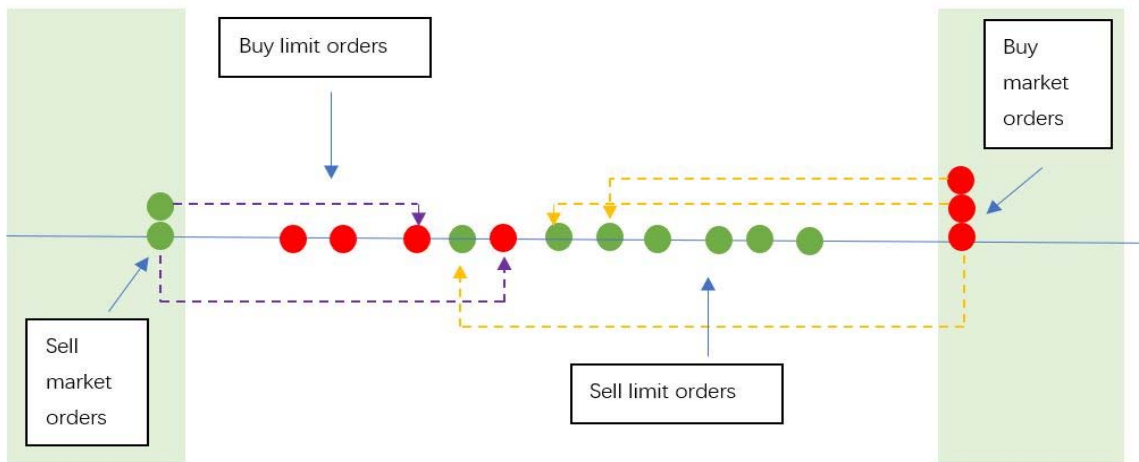 Buy limit orders
Buy
market
orders
Sell
market
orders
Sell limit orders